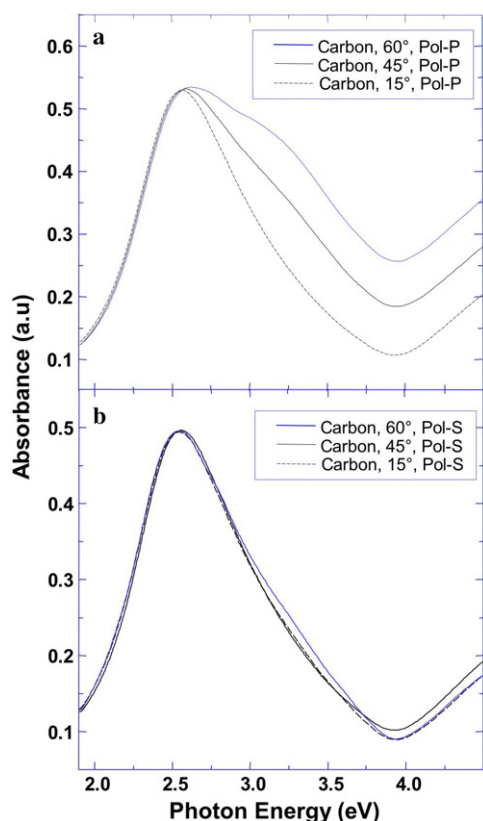 a
Carbon, 60°, Pol-P
Carbon, 45°, Pol-P
Carbon, 15°, Pol-P
0.6
0.5
0.4
0.3
0.2
0.1
Absorbance (a.u)
b
Carbon, 60°, Pol-S
Carbon, 45°, Pol-S
Carbon, 15°, Pol-S
0.5
0.4
0.3
0.2
0.1
2.0 2.5 3.0 3.5 4.0
Photon Energy (eV)